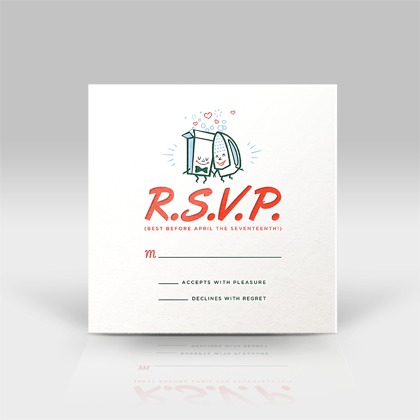 R.S.V.P.
(BEST BEFORE APRIL THE SEVENTEENTH!)
M
ACCEPTS WITH PLEASURE
DECLINES WITH REGRET